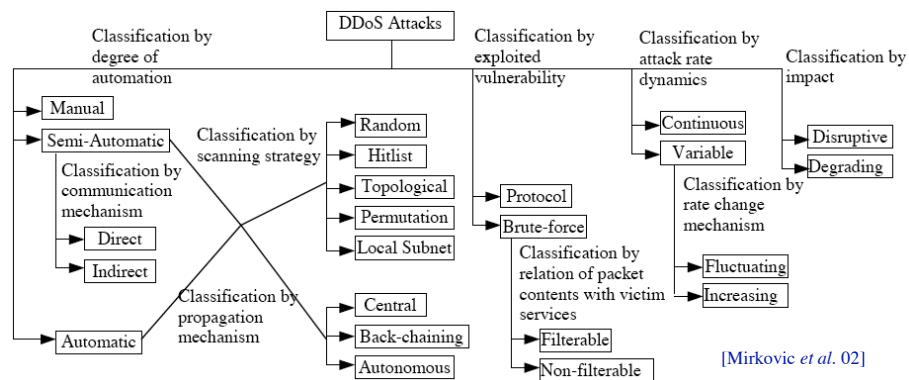 DDoS Attacks
Classification by
degree of
automation
Manual
Semi-Automatic
Classification by
communication
mechanism
Direct
Indirect
Automatic
Classification by
scanning strategy
Random
Hitlist
Topological
Permutation
Local Subnet
Classification by
propagation
mechanism
Central
Back-chaining
Autonomous
Classification by
exploited
vulnerability
Protocol
Brute-force
Classification by
relation of packet
contents with victim
services
Filterable
Non-filterable
Classification by
attack rate
dynamics
Continuous
Variable
Classification by
rate change
mechanism
Fluctuating
Increasing
Classification by
impact
Disruptive
Degrading
[Mirkovic et al. 02]